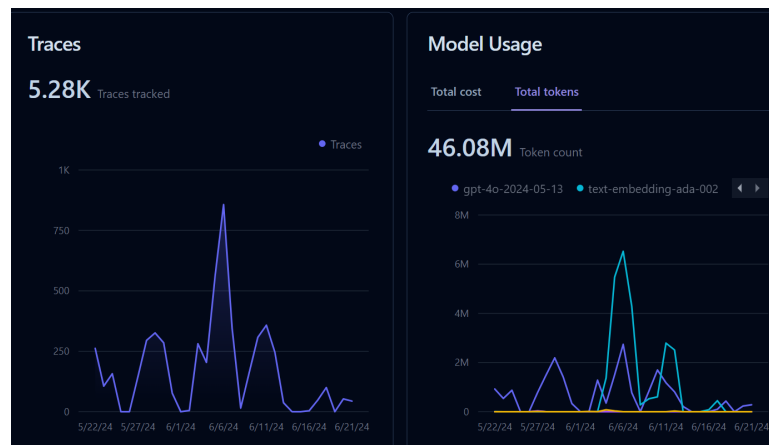 Traces
5.28K Traces tracked
Traces
1K
750
500
250
0
5/22/24 5/27/24 6/1/24 6/6/24 6/11/24 6/16/24 6/21/24
Model Usage
Total cost Total tokens
46.08M Token count
gpt-4o-2024-05-13 text-embedding-ada-002
8M
6M
4M
2M
0
5/22/24 5/27/24 6/1/24 6/6/24 6/11/24 6/16/24 6/21/24